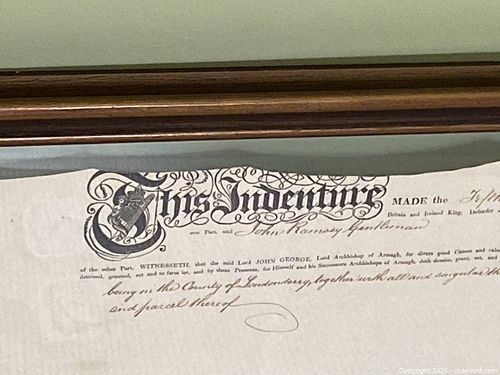 This Indenture MADE the Fifth
Britain and Ireland King, Defender
one Part, and John Ramsay Gentleman
of the other Part, WITNESSETH, that the said Lord JOHN GEORGE, Lord Archbishop of Armagh, for divers good Causes and
demised, granted, set and to farm let, and by these Presents, for Himself and his Successors Archbishops of Armagh, doth demise, grant, set, and
being in the County of Londonderry, together with all and singular the
and parcel thereof
Copyright 2025 - maxsold.com